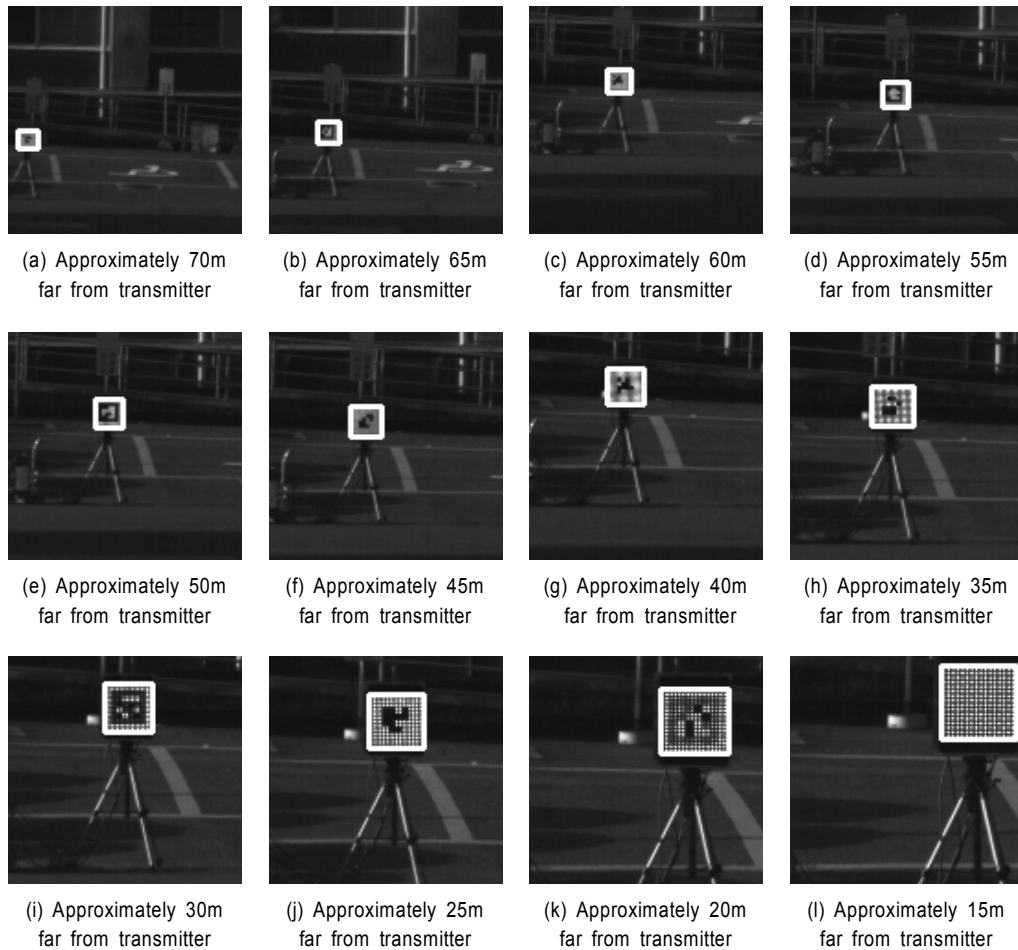 (a) Approximately 70m
far from transmitter
(b) Approximately 65m
far from transmitter
(c) Approximately 60m
far from transmitter
(d) Approximately 55m
far from transmitter
(e) Approximately 50m
far from transmitter
(f) Approximately 45m
far from transmitter
(g) Approximately 40m
far from transmitter
(h) Approximately 35m
far from transmitter
(i) Approximately 30m
far from transmitter
(j) Approximately 25m
far from transmitter
(k) Approximately 20m
far from transmitter
(l) Approximately 15m
far from transmitter